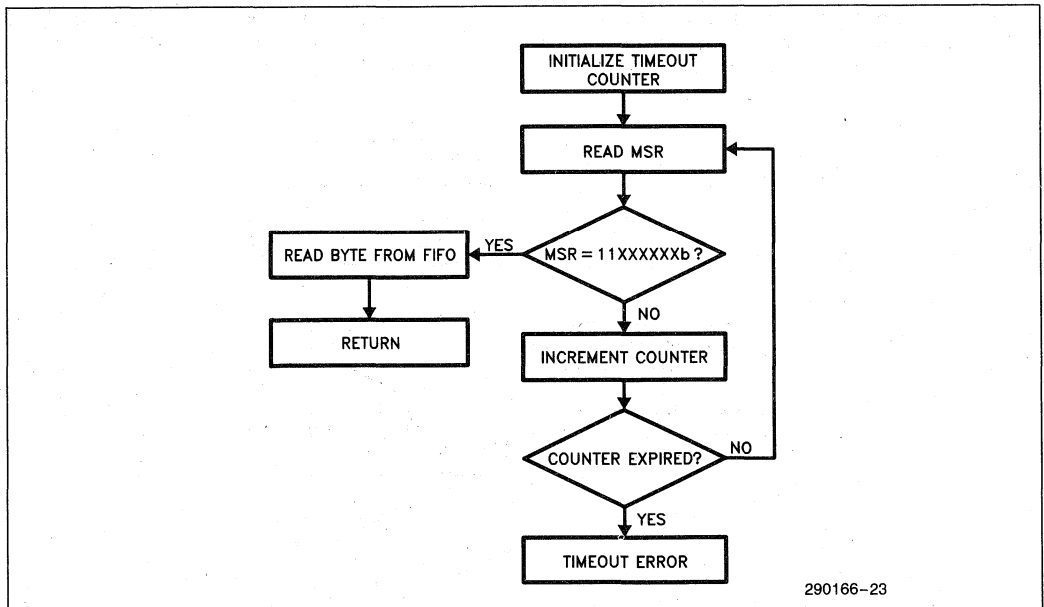 INITIALIZE TIMEOUT
COUNTER
READ MSR
MSR = 11XXXXXXb ?
YES
READ BYTE FROM FIFO
RETURN
NO
INCREMENT COUNTER
COUNTER EXPIRED?
NO
YES
TIMEOUT ERROR
290166-23